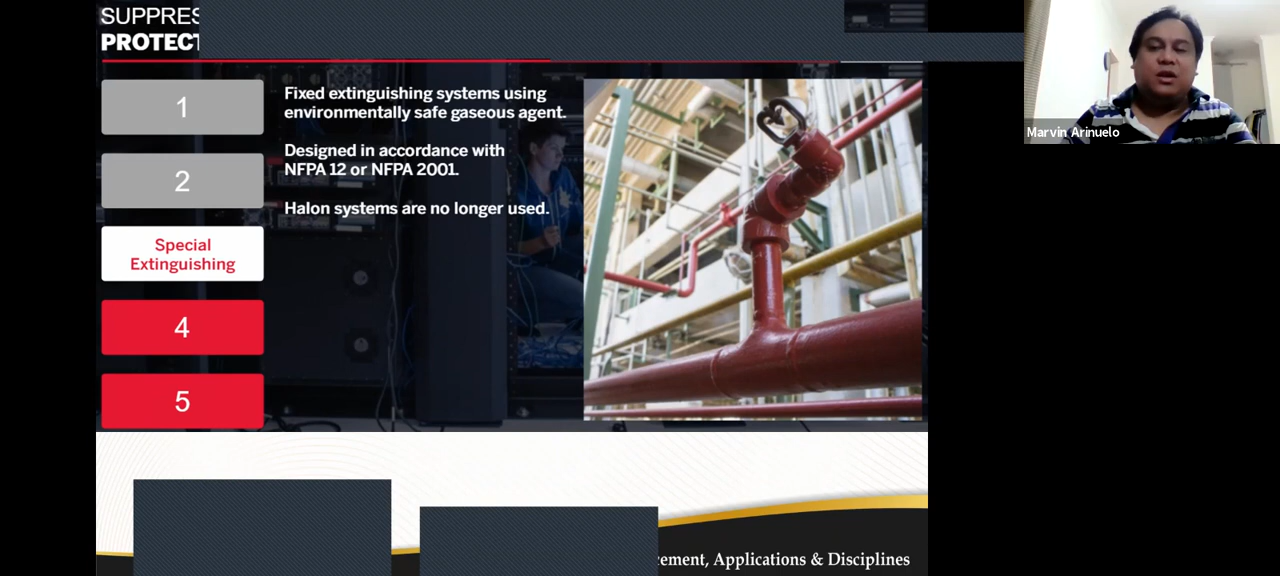 SUPPRES
PROTECT
1
Fixed extinguishing systems using
environmentally safe gaseous agent.
2
Designed in accordance with
NFPA 12 or NFPA 2001.
Halon systems are no longer used.
Special
Extinguishing
4
5
Marvin Arinuelo
cement, Applications & Disciplines